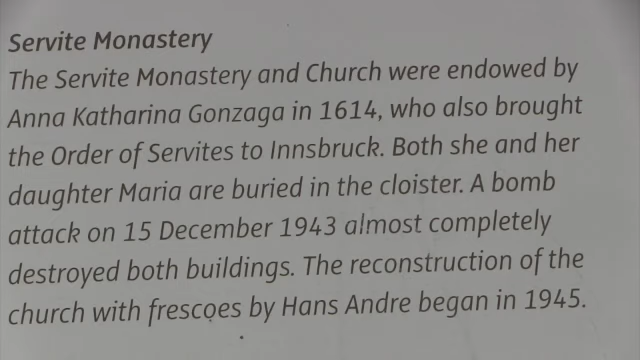 Servite Monastery
The Servite Monastery and Church were endowed by
Anna Katharina Gonzaga in 1614, who also brought
the Order of Servites to Innsbruck. Both she and her
daughter Maria are buried in the cloister. A bomb
attack on 15 December 1943 almost completely
destroyed both buildings. The reconstruction of the
church with frescoes by Hans Andre began in 1945.